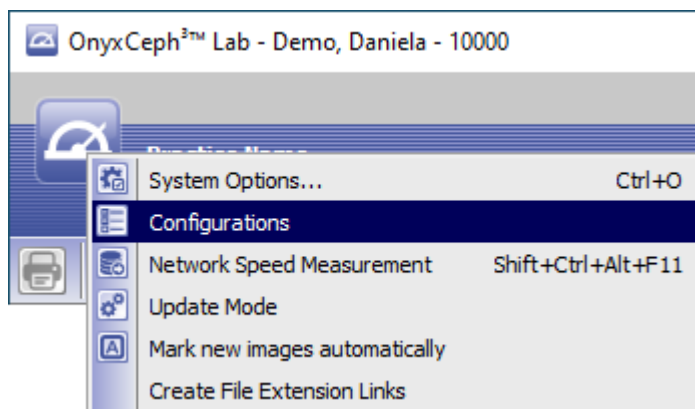 OnyxCeph³™ Lab - Demo, Daniela - 10000
System Options... Ctrl+O
Configurations
Network Speed Measurement Shift+Ctrl+Alt+F11
Update Mode
A Mark new images automatically
Create File Extension Links